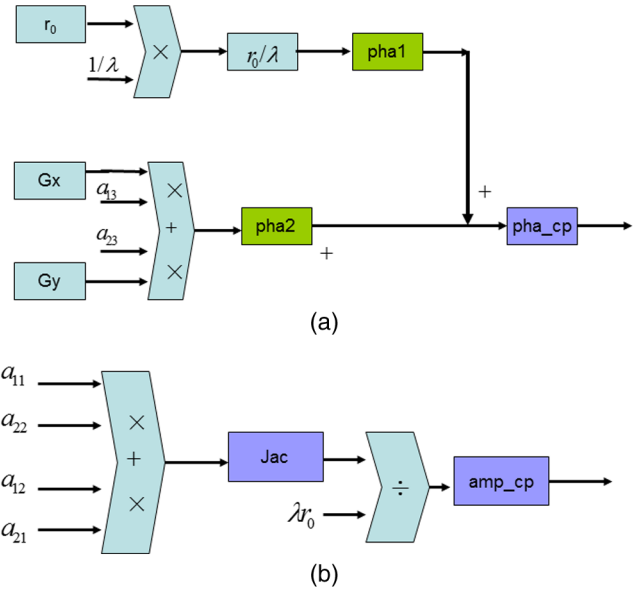 r₀
×
1/λ
r₀/λ
pha1
+
Gx
a₁₃
×
+
a₂₃
×
Gy
pha2
+
pha_cp
(a)
a₁₁
a₂₂
×
+
a₁₂
×
a₂₁
Jac
÷
λr₀
amp_cp
(b)